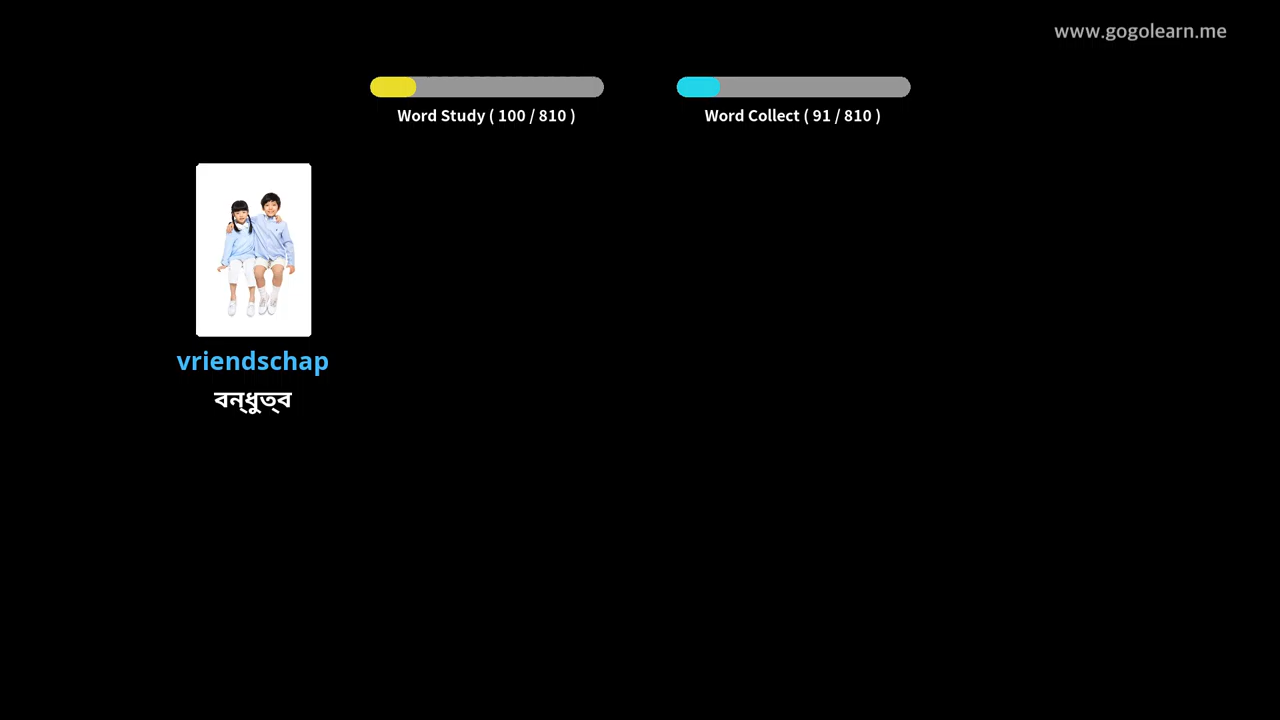 www.gogolearn.me
Word Study ( 100 / 810 )
Word Collect ( 91 / 810 )
vriendschap
বন্ধুত্ব